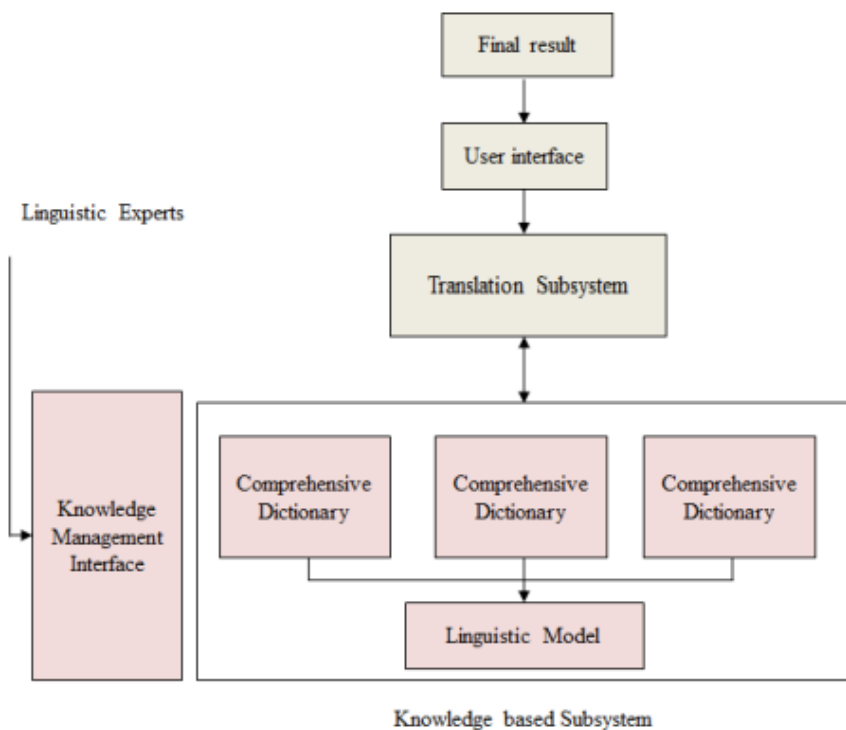 Final result
User interface
Linguistic Experts
Translation Subsystem
Knowledge
Management
Interface
Comprehensive
Dictionary
Comprehensive
Dictionary
Comprehensive
Dictionary
Linguistic Model
Knowledge based Subsystem